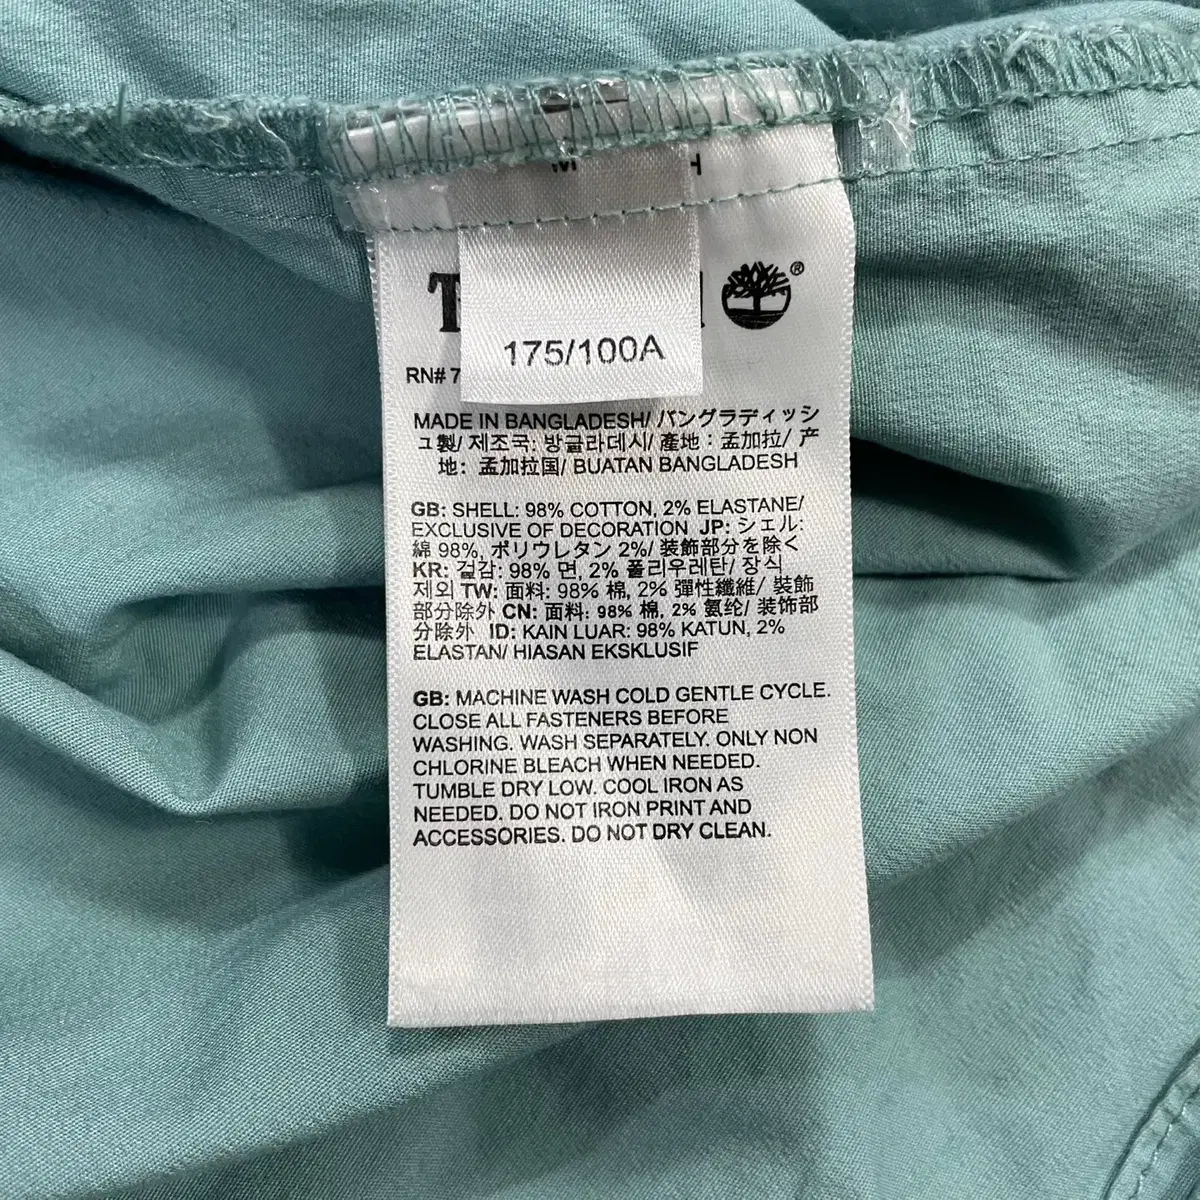 M
175/100A
RN# 7
MADE IN BANGLADESH/ バングラディッシ
ュ製/ 제조국: 방글라데시/ 產地：孟加拉/ 产
地：孟加拉国/ BUATAN BANGLADESH
GB: SHELL: 98% COTTON, 2% ELASTANE/
EXCLUSIVE OF DECORATION JP: シェル:
綿 98%, ポリウレタン 2%/ 装飾部分を除く
KR: 겉감: 98% 면, 2% 폴리우레탄/ 장식
제외 TW: 面料: 98% 棉, 2% 彈性纖維/ 裝飾
部分除外 CN: 面料: 98% 棉, 2% 氨纶/ 装饰部
分除外 ID: KAIN LUAR: 98% KATUN, 2%
ELASTAN/ HIASAN EKSKLUSIF
GB: MACHINE WASH COLD GENTLE CYCLE.
CLOSE ALL FASTENERS BEFORE
WASHING. WASH SEPARATELY. ONLY NON
CHLORINE BLEACH WHEN NEEDED.
TUMBLE DRY LOW. COOL IRON AS
NEEDED. DO NOT IRON PRINT AND
ACCESSORIES. DO NOT DRY CLEAN.